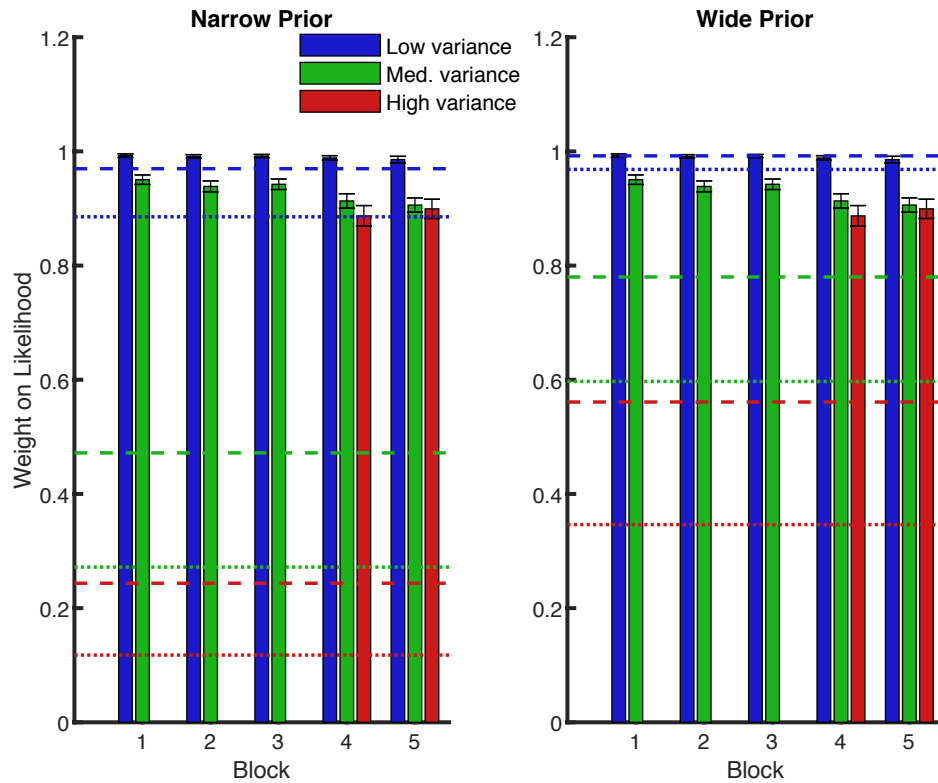 Narrow Prior
Wide Prior
Low variance
Med. variance
High variance
Weight on Likelihood
1.2
1
0.8
0.6
0.4
0.2
0
1 2 3 4 5
Block
1.2
1
0.8
0.6
0.4
0.2
0
1 2 3 4 5
Block